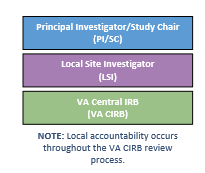 Principal Investigator/Study Chair
(PI/SC)
Local Site Investigator
(LSI)
VA Central IRB
(VA CIRB)
NOTE: Local accountability occurs
throughout the VA CIRB review
process.